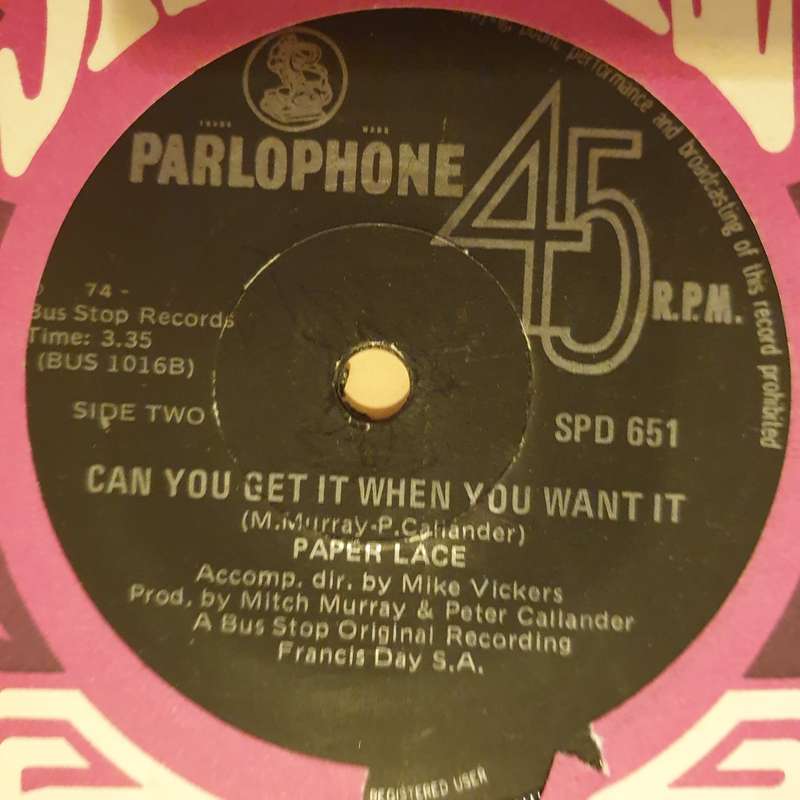 public performance and broadcasting of this record prohibited
TRADE MARK
PARLOPHONE
45
R.P.M.
74 -
Bus Stop Records
Time: 3.35
(BUS 1016B)
SIDE TWO
SPD 651
CAN YOU GET IT WHEN YOU WANT IT
(M.Murray-P.Callander)
PAPER LACE
Accomp. dir. by Mike Vickers
Prod. by Mitch Murray & Peter Callander
A Bus Stop Original Recording
Francis Day S.A.
REGISTERED USER